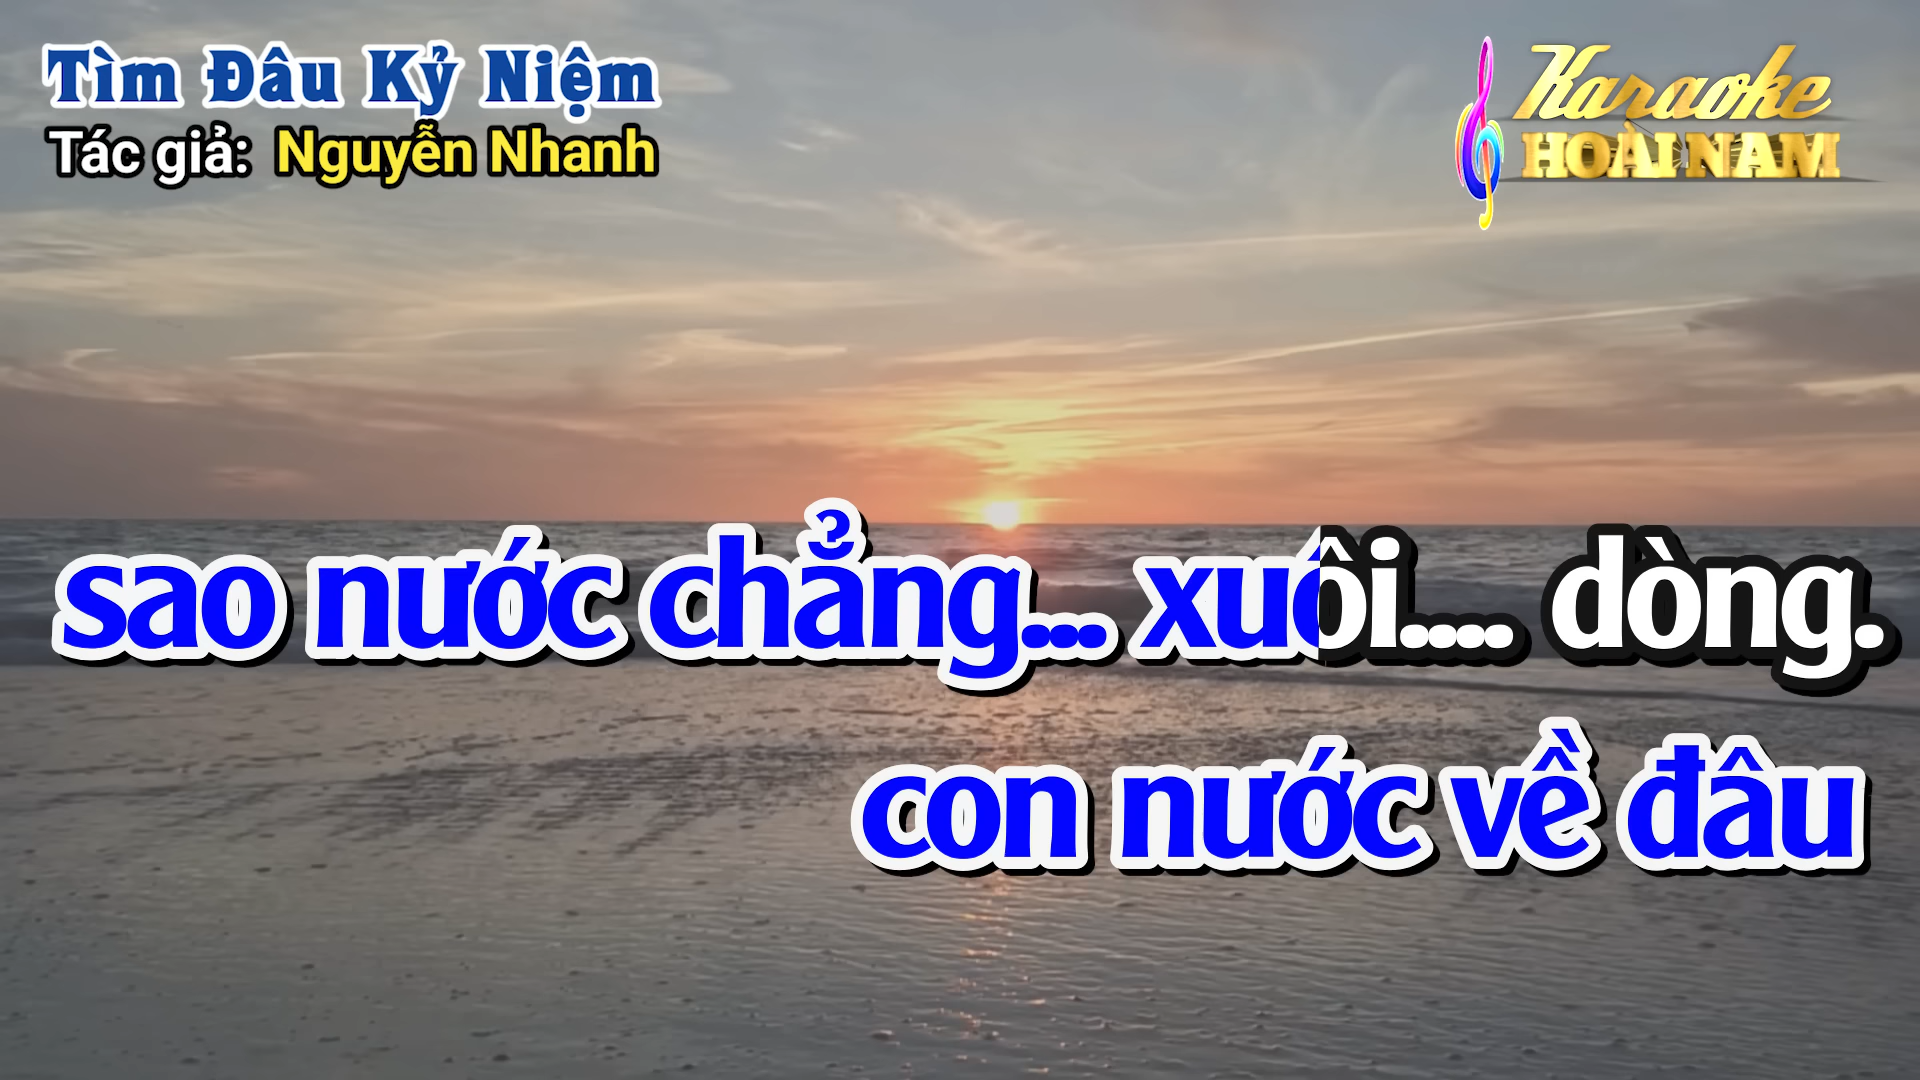 Tìm Đâu Kỷ Niệm
Tác giả: Nguyễn Nhanh
Karaoke
HOÀI NAM
sao nước chẳng... xuôi.... dòng.
con nước về đâu